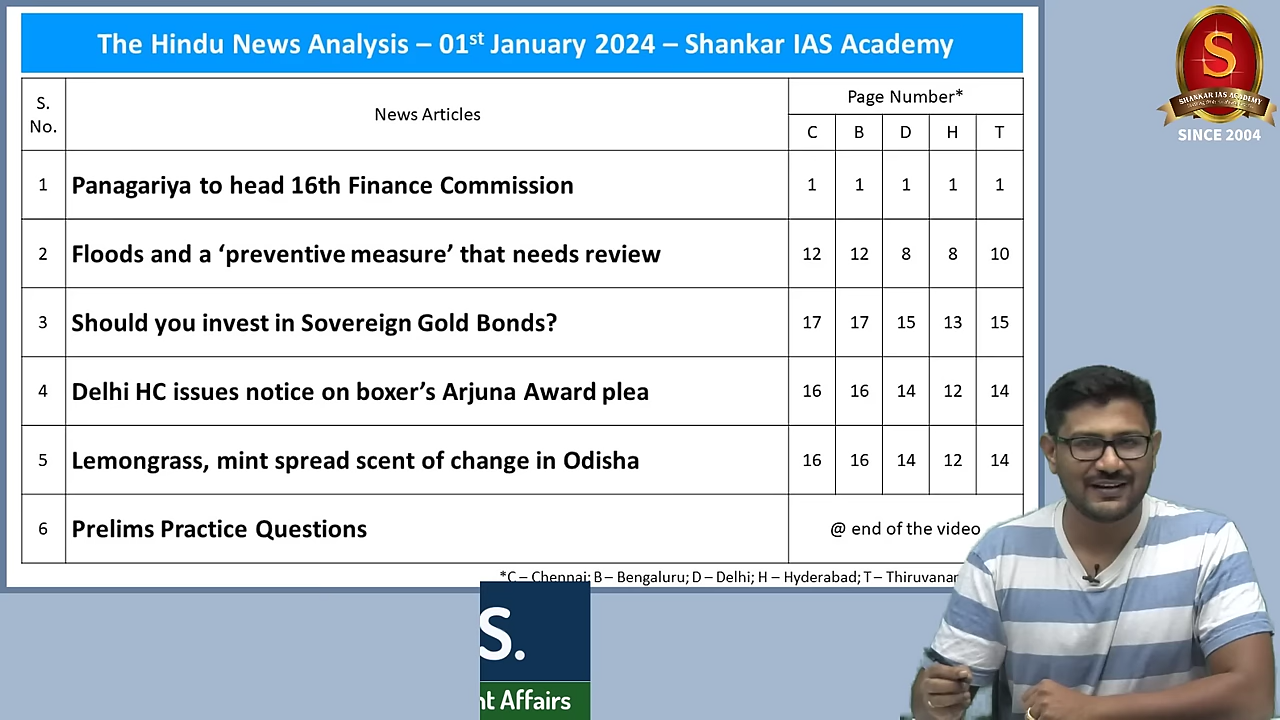 The Hindu News Analysis – 01st January 2024 – Shankar IAS Academy
S. No.
News Articles
Page Number*
C B D H T
1 Panagariya to head 16th Finance Commission 1 1 1 1 1
2 Floods and a ‘preventive measure’ that needs review 12 12 8 8 10
3 Should you invest in Sovereign Gold Bonds? 17 17 15 13 15
4 Delhi HC issues notice on boxer’s Arjuna Award plea 16 16 14 12 14
5 Lemongrass, mint spread scent of change in Odisha 16 16 14 12 14
6 Prelims Practice Questions @ end of the video
*C – Chennai; B – Bengaluru; D – Delhi; H – Hyderabad; T – Thiruvanan
S.
nt Affairs
S
SHANKAR IAS ACADEMY
SINCE 2004